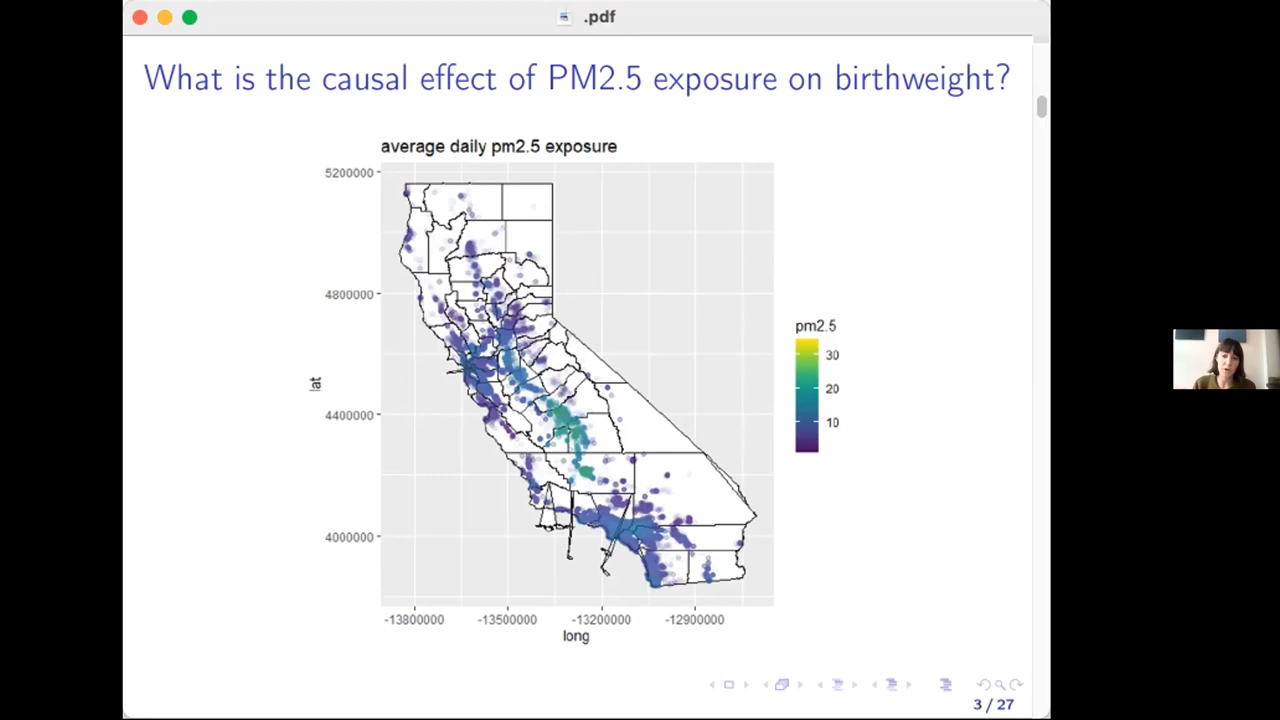 .pdf
What is the causal effect of PM2.5 exposure on birthweight?
average daily pm2.5 exposure
5200000
4800000
4400000
4000000
lat
-13800000
-13500000
-13200000
-12900000
long
pm2.5
30
20
10
3 / 27